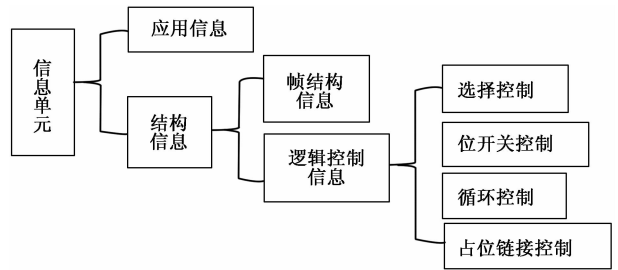 信息单元
应用信息
结构
信息
帧结构
信息
逻辑控制
信息
选择控制
位开关控制
循环控制
占位链接控制